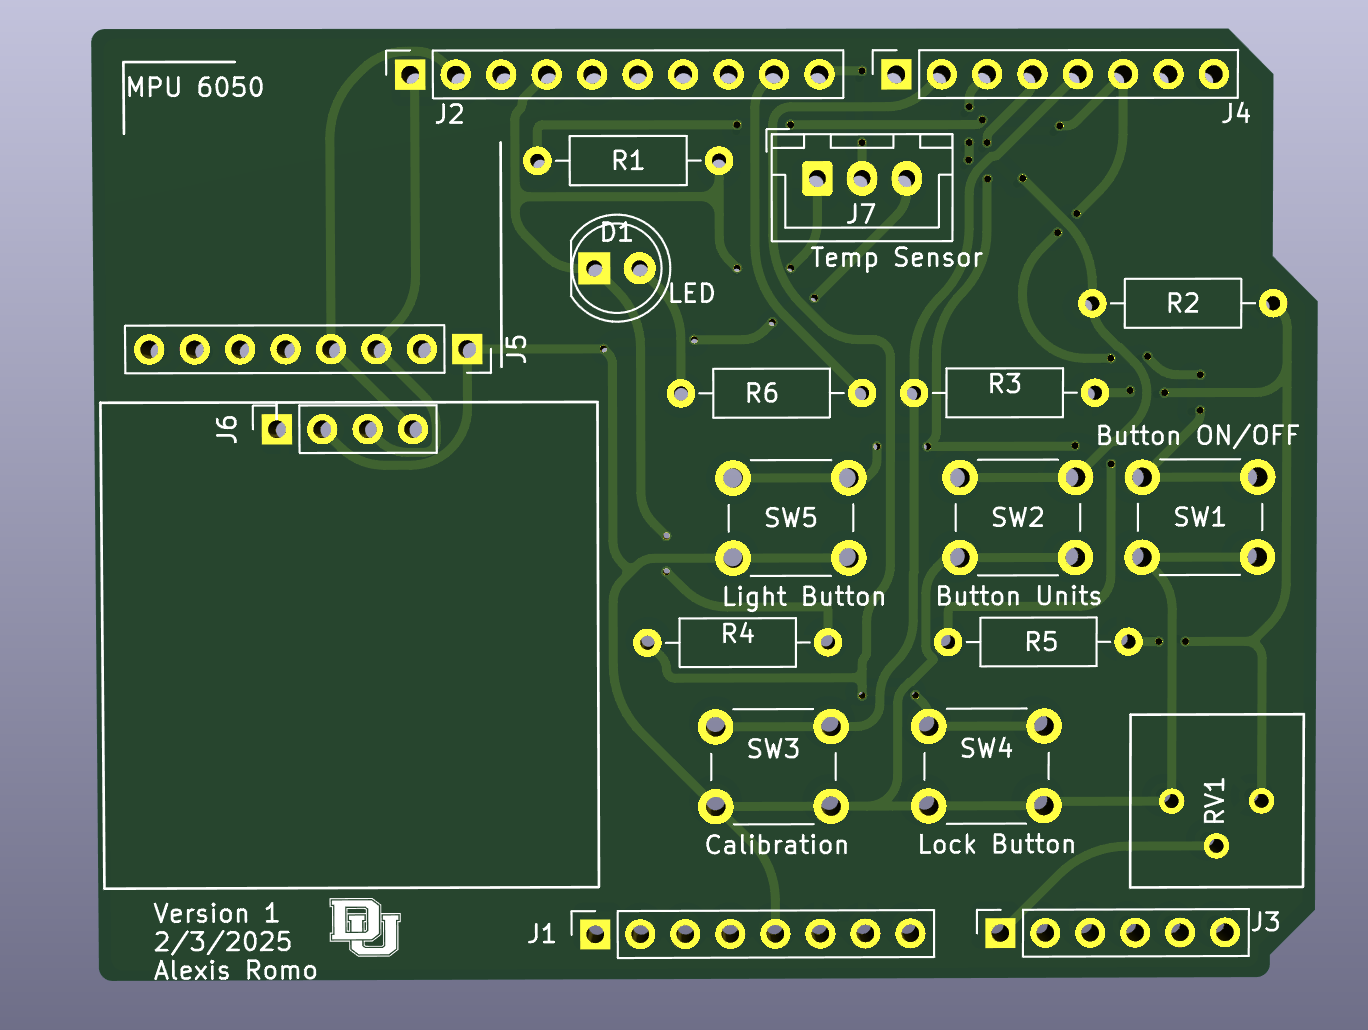 MPU 6050
J2
J4
R1
J7
D1
Temp Sensor
LED
R2
J5
R6
R3
J6
Button ON/OFF
SW5
SW2
SW1
Light Button
Button Units
R4
R5
SW3
SW4
RV1
Calibration
Lock Button
Version 1
2/3/2025
Alexis Romo
DU
J1
J3